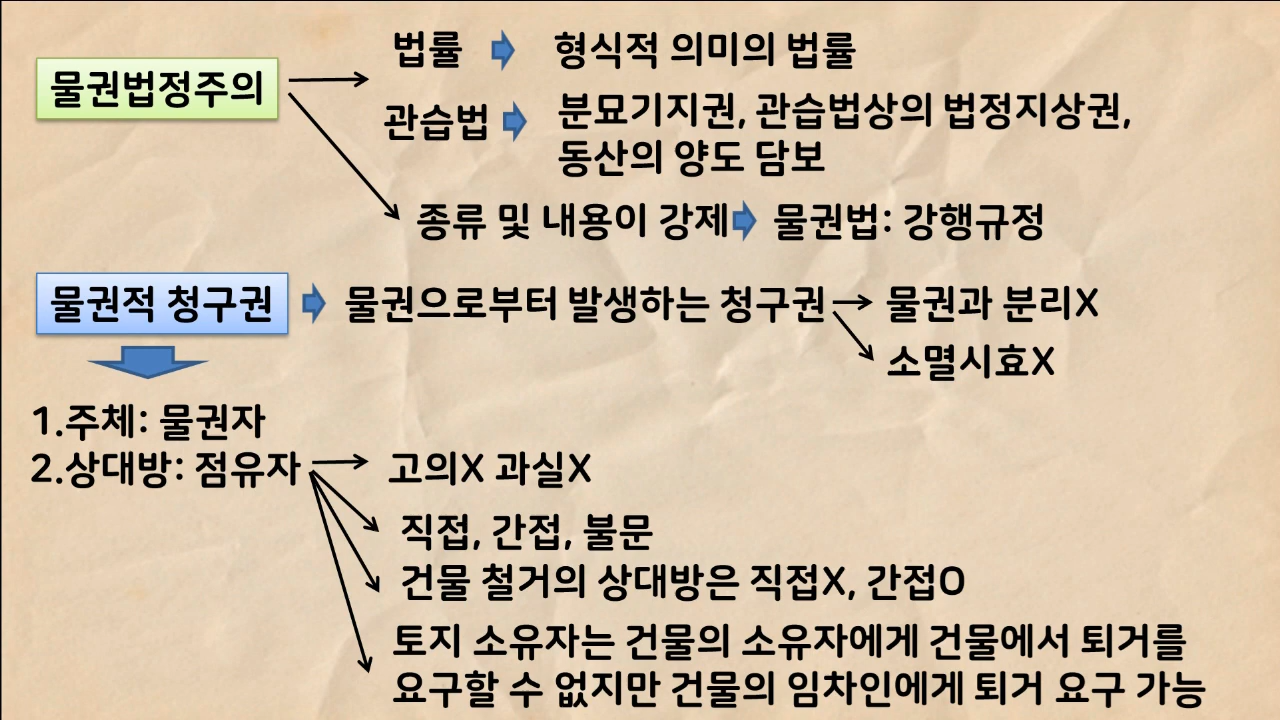 물권법정주의
법률
형식적 의미의 법률
관습법
분묘기지권, 관습법상의 법정지상권,
동산의 양도 담보
종류 및 내용이 강제
물권법: 강행규정
물권적 청구권
물권으로부터 발생하는 청구권
물권과 분리X
소멸시효X
1.주체: 물권자
2.상대방: 점유자
고의X 과실X
직접, 간접, 불문
건물 철거의 상대방은 직접X, 간접O
토지 소유자는 건물의 소유자에게 건물에서 퇴거를
요구할 수 없지만 건물의 임차인에게 퇴거 요구 가능